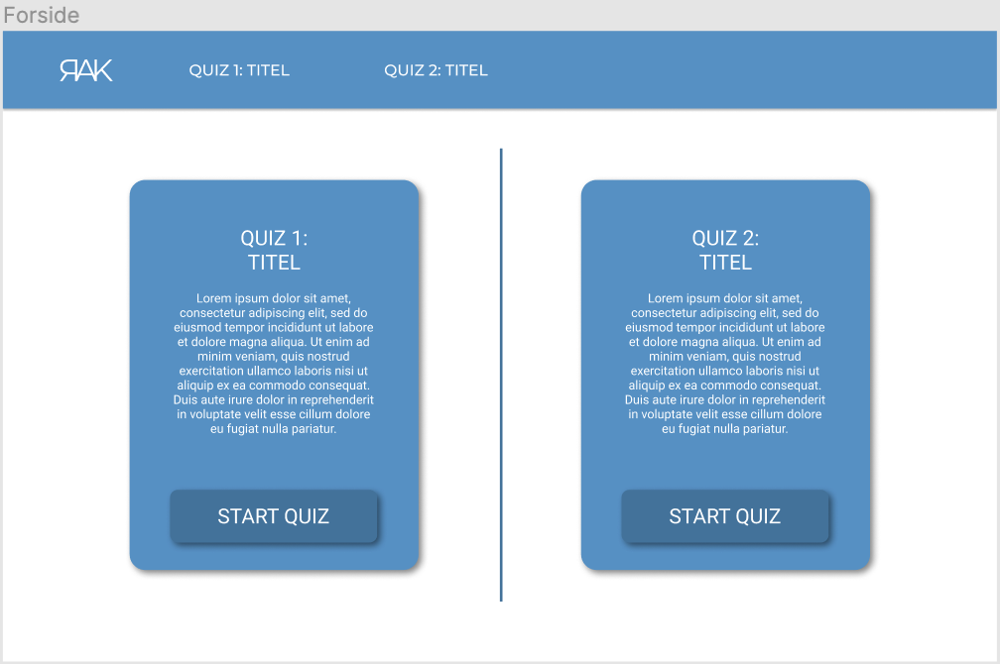 Forside
ЯAK
QUIZ 1: TITEL
QUIZ 2: TITEL
QUIZ 1:
TITEL
Lorem ipsum dolor sit amet,
consectetur adipiscing elit, sed do
eiusmod tempor incididunt ut labore
et dolore magna aliqua. Ut enim ad
minim veniam, quis nostrud
exercitation ullamco laboris nisi ut
aliquip ex ea commodo consequat.
Duis aute irure dolor in reprehenderit
in voluptate velit esse cillum dolore
eu fugiat nulla pariatur.
START QUIZ
QUIZ 2:
TITEL
Lorem ipsum dolor sit amet,
consectetur adipiscing elit, sed do
eiusmod tempor incididunt ut labore
et dolore magna aliqua. Ut enim ad
minim veniam, quis nostrud
exercitation ullamco laboris nisi ut
aliquip ex ea commodo consequat.
Duis aute irure dolor in reprehenderit
in voluptate velit esse cillum dolore
eu fugiat nulla pariatur.
START QUIZ